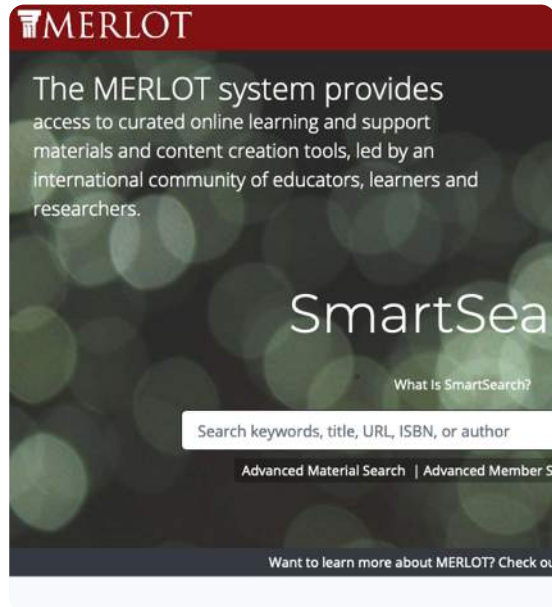 MERLOT
The MERLOT system provides
access to curated online learning and support
materials and content creation tools, led by an
international community of educators, learners and
researchers.
SmartSea
What Is SmartSearch?
Search keywords, title, URL, ISBN, or author
Advanced Material Search | Advanced Member S
Want to learn more about MERLOT? Check ou